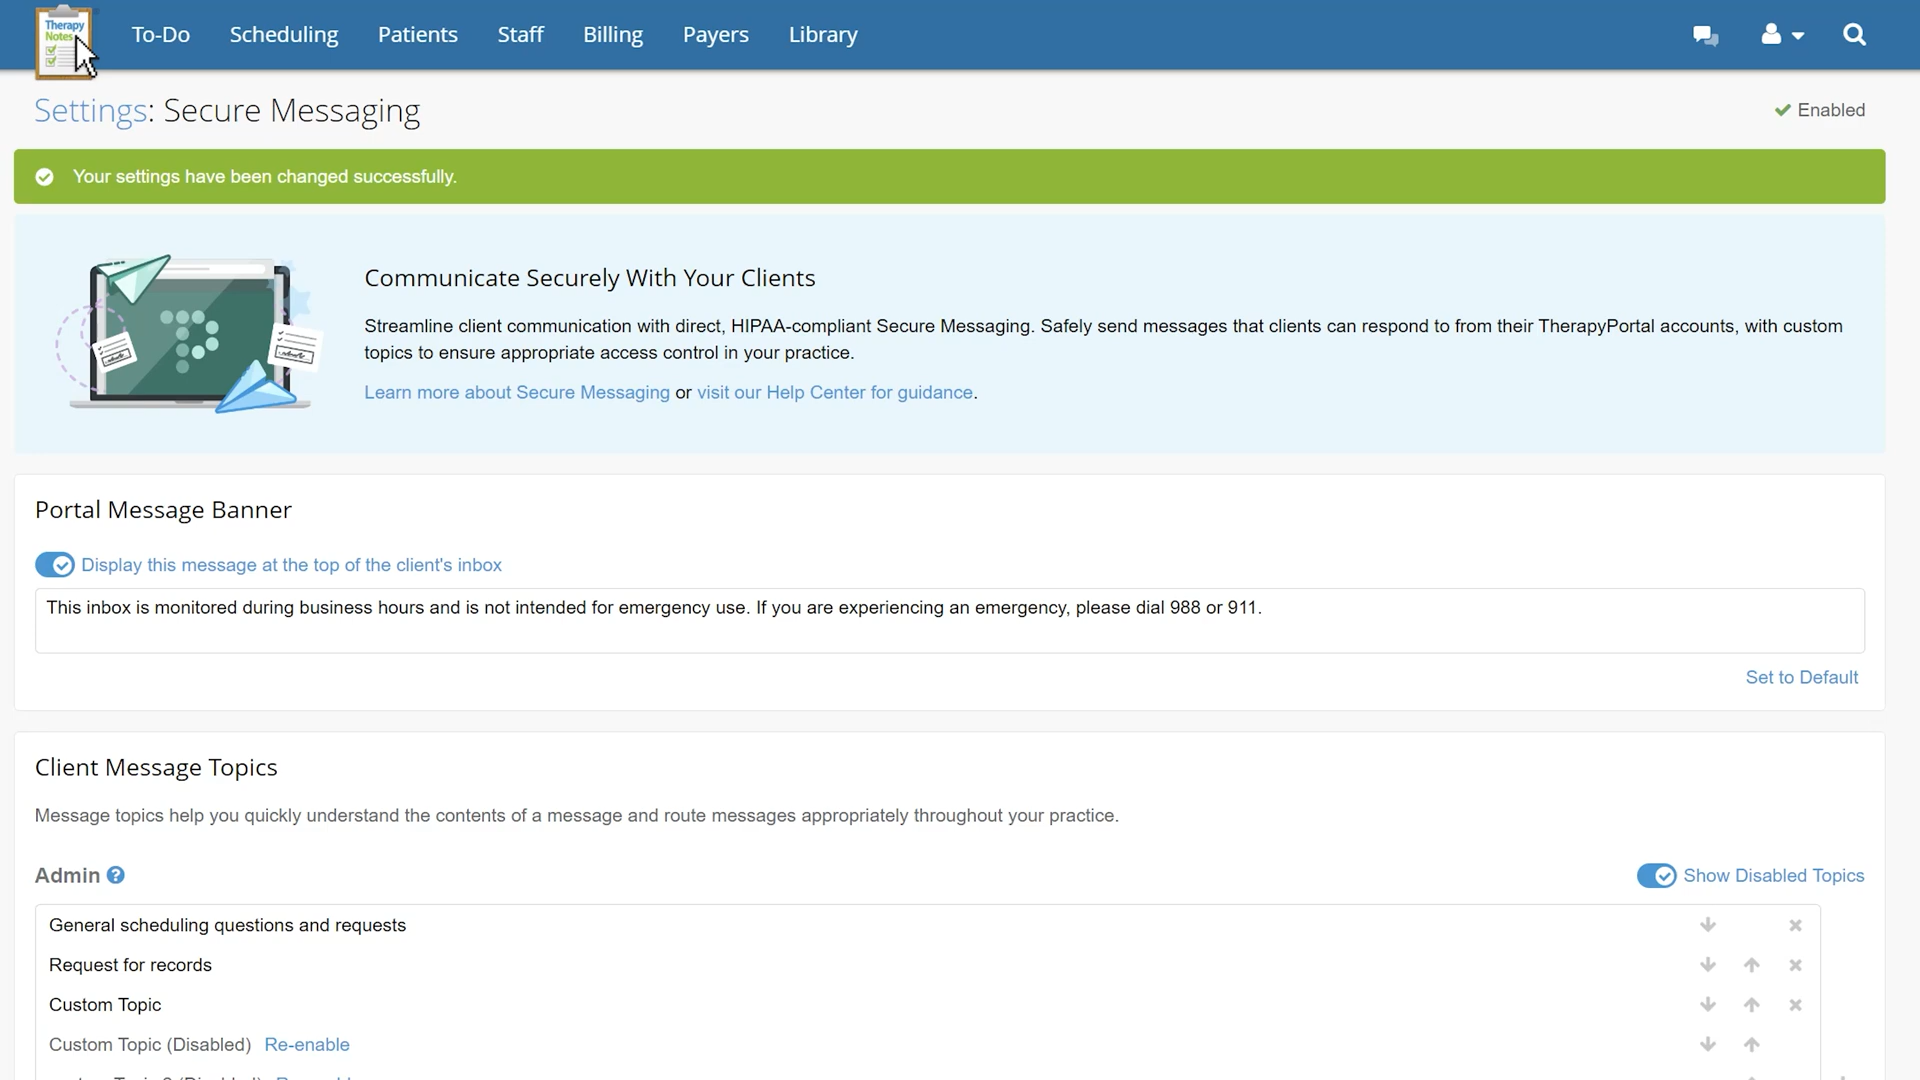 Therapy
Notes
To-Do
Scheduling
Patients
Staff
Billing
Payers
Library
Settings: Secure Messaging
Enabled
Your settings have been changed successfully.
Communicate Securely With Your Clients
Streamline client communication with direct, HIPAA-compliant Secure Messaging. Safely send messages that clients can respond to from their TherapyPortal accounts, with custom
topics to ensure appropriate access control in your practice.
Learn more about Secure Messaging or visit our Help Center for guidance.
Portal Message Banner
Display this message at the top of the client's inbox
This inbox is monitored during business hours and is not intended for emergency use. If you are experiencing an emergency, please dial 988 or 911.
Set to Default
Client Message Topics
Message topics help you quickly understand the contents of a message and route messages appropriately throughout your practice.
Admin
Show Disabled Topics
General scheduling questions and requests
Request for records
Custom Topic
Custom Topic (Disabled) Re-enable